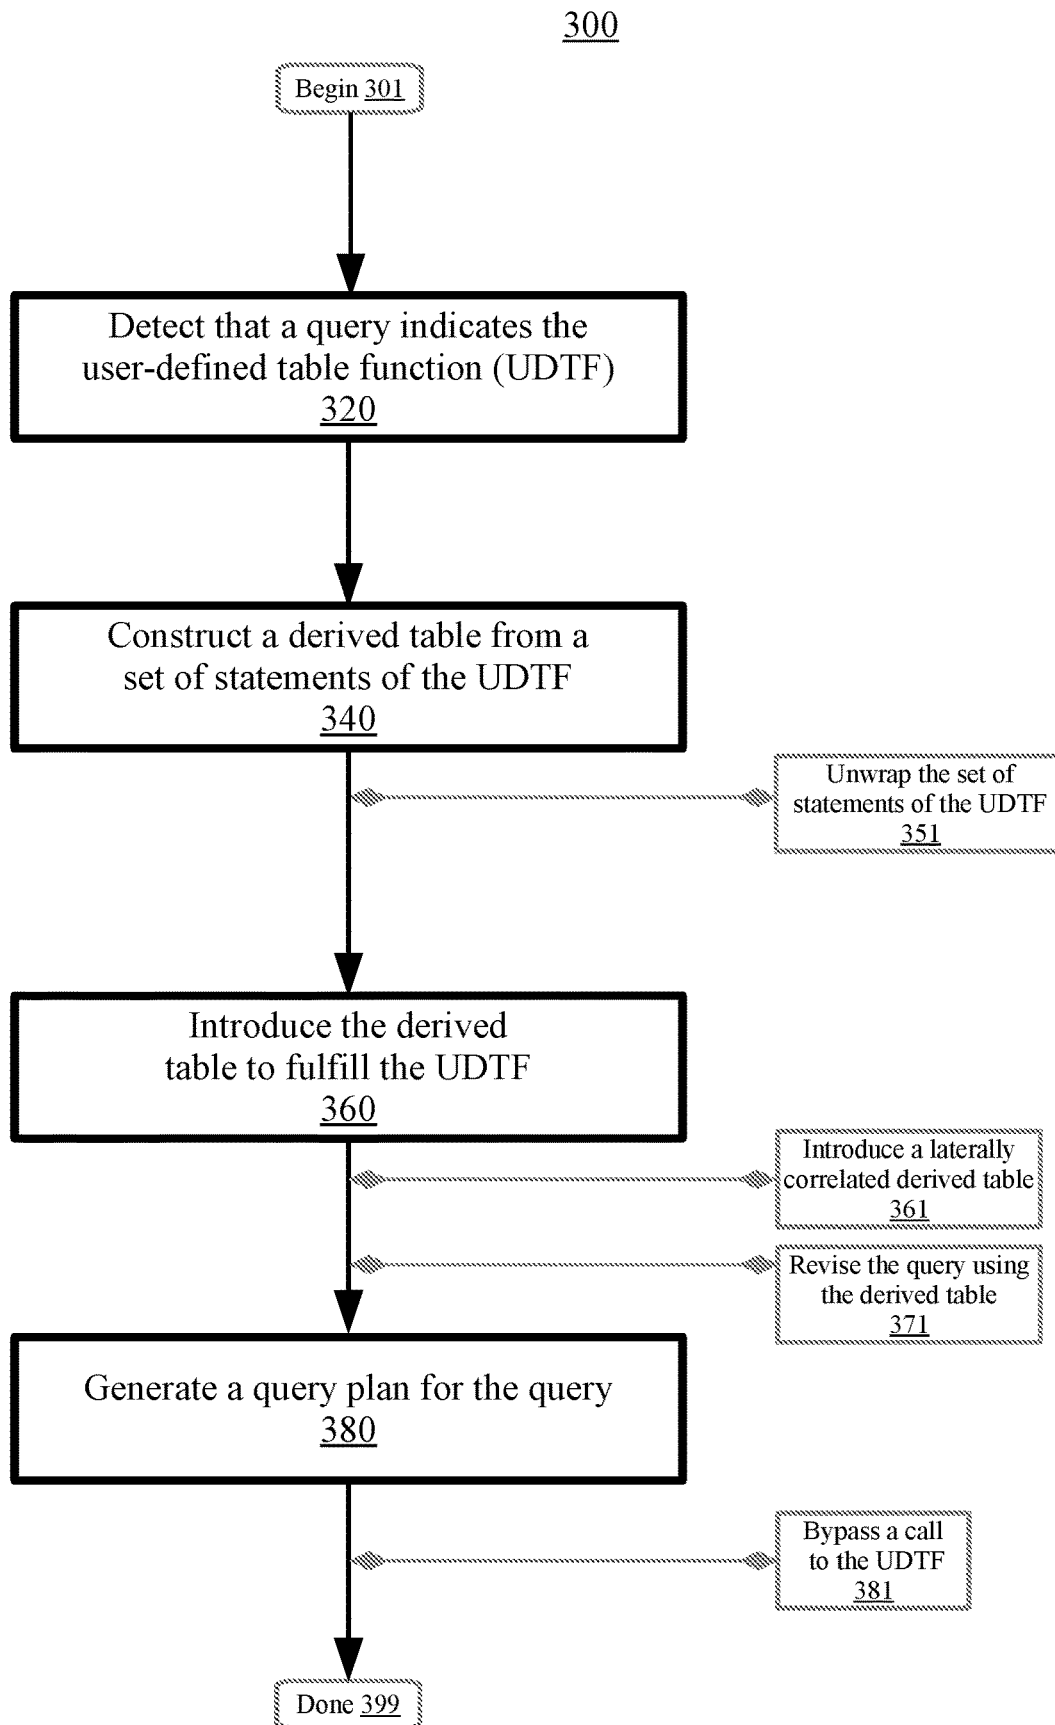 300
Begin 301
Detect that a query indicates the
user-defined table function (UDTF)
320
Construct a derived table from a
set of statements of the UDTF
340
Unwrap the set of
statements of the UDTF
351
Introduce the derived
table to fulfill the UDTF
360
Introduce a laterally
correlated derived table
361
Revise the query using
the derived table
371
Generate a query plan for the query
380
Bypass a call
to the UDTF
381
Done 399